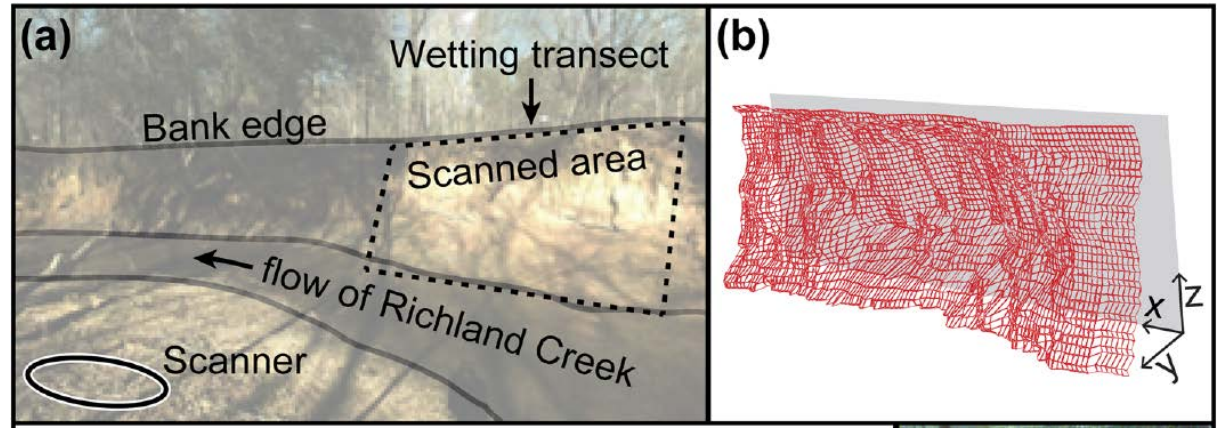 (a)
Wetting transect
Bank edge
Scanned area
flow of Richland Creek
Scanner
(b)
x
y
z